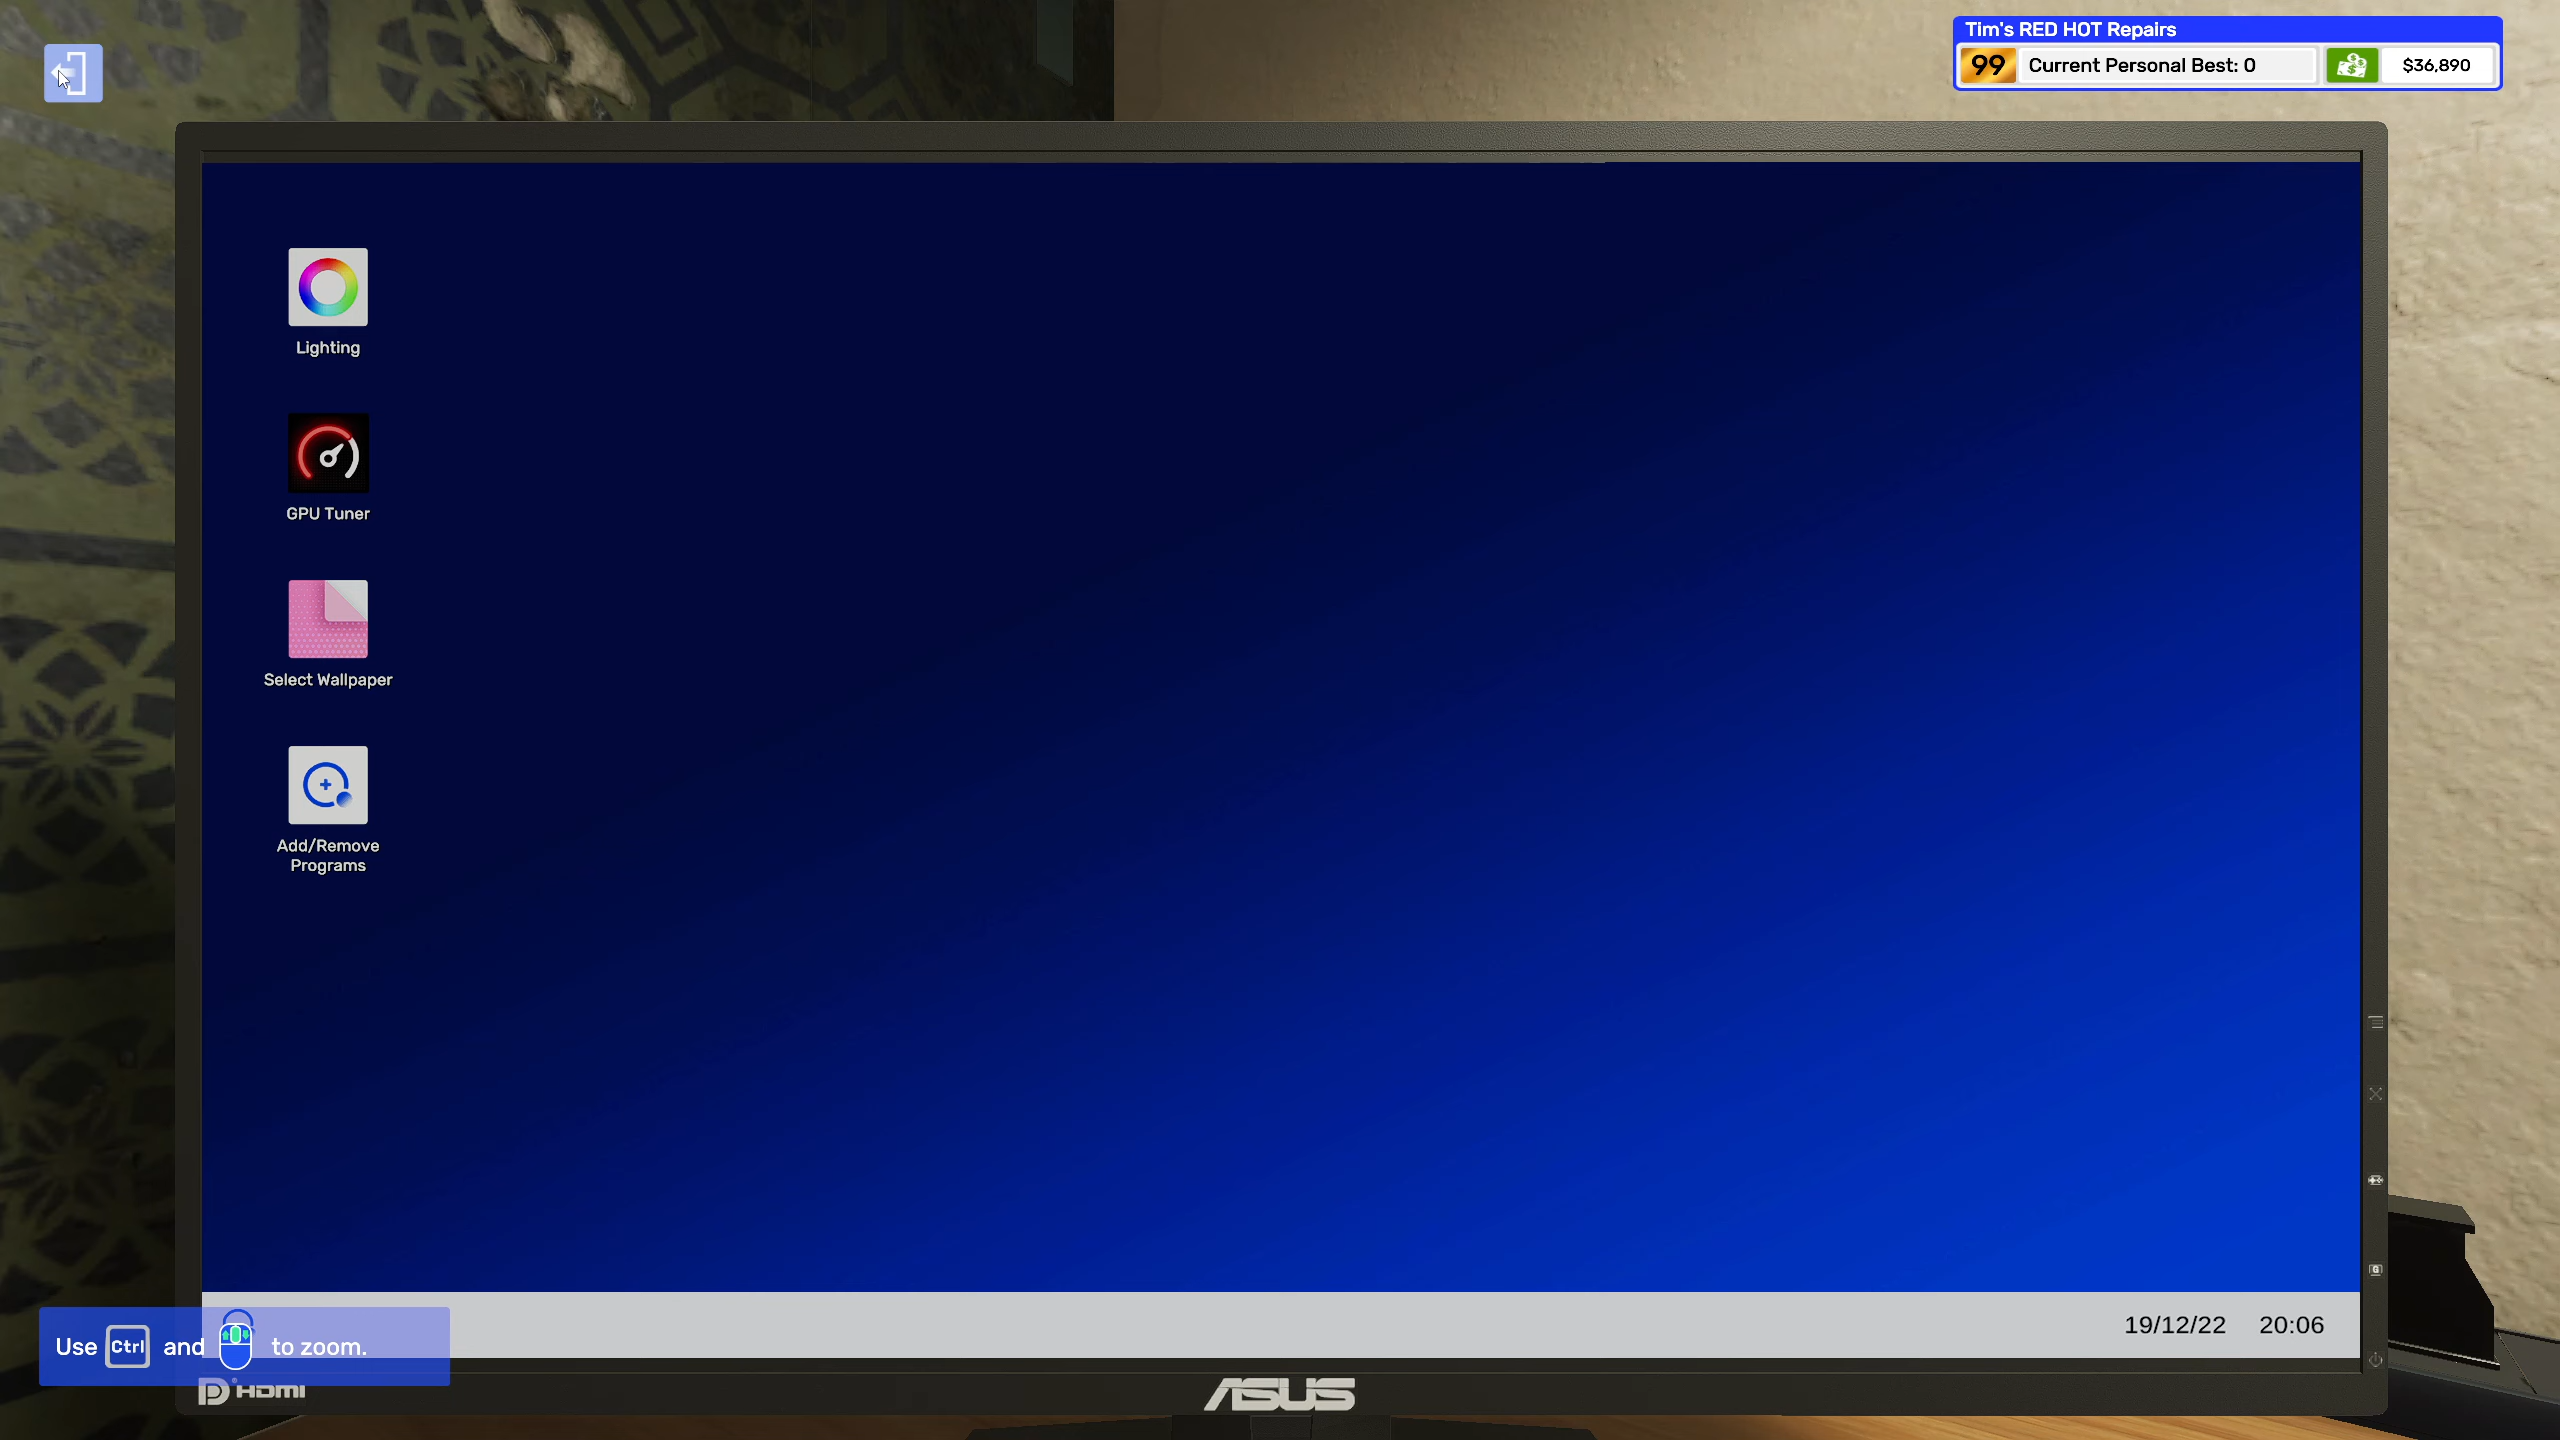 Tim's RED HOT Repairs
99 Current Personal Best: 0 $36,890
Lighting
GPU Tuner
Select Wallpaper
Add/Remove
Programs
19/12/22 20:06
Use Ctrl and to zoom.
HDMI
ASUS